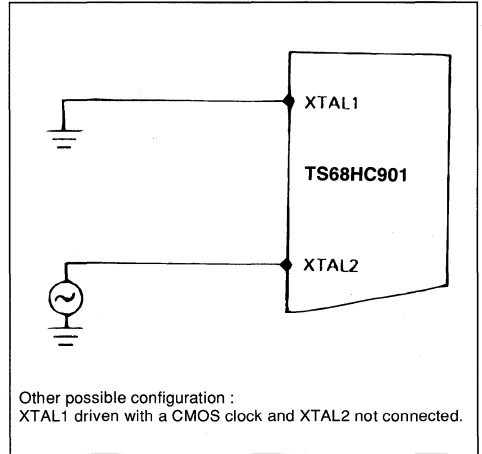 XTAL1
TS68HC901
XTAL2
Other possible configuration :
XTAL1 driven with a CMOS clock and XTAL2 not connected.